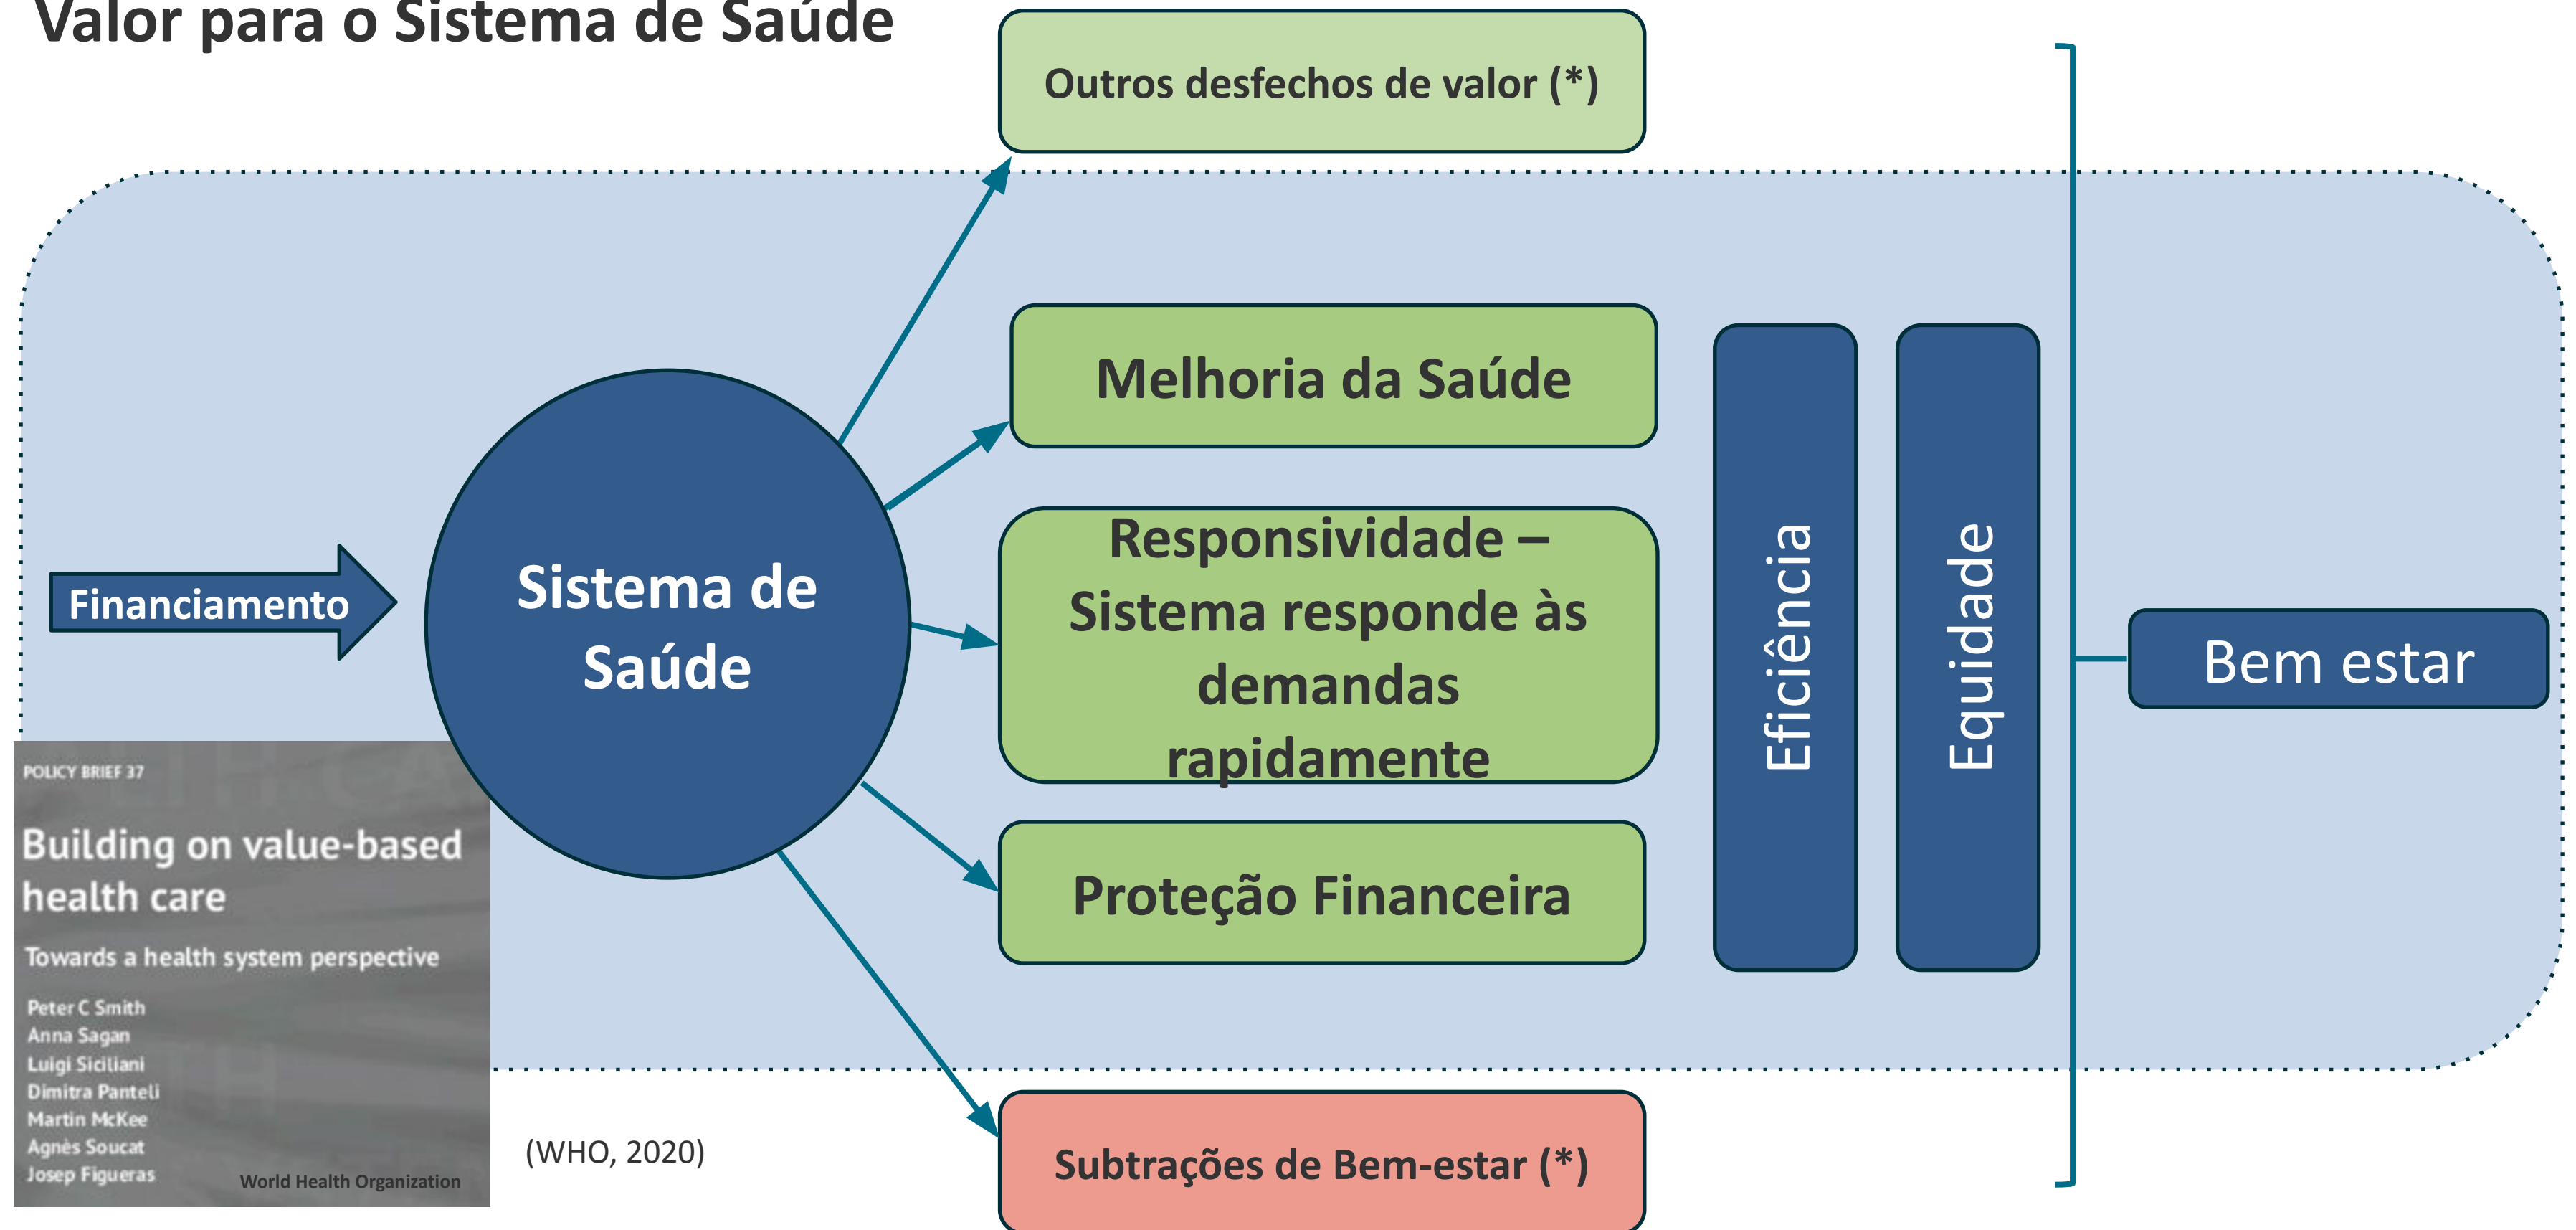 Valor para o Sistema de Saúde
Outros desfechos de valor (*)
Melhoria da Saúde
Responsividade –
Sistema responde às
demandas
rapidamente
Proteção Financeira
Subtrações de Bem-estar (*)
Financiamento
Sistema de
Saúde
Eficiência
Equidade
Bem estar
POLICY BRIEF 37
Building on value-based
health care
Towards a health system perspective
Peter C Smith
Anna Sagan
Luigi Siciliani
Dimitra Panteli
Martin McKee
Agnès Soucat
Josep Figueras
World Health Organization
(WHO, 2020)